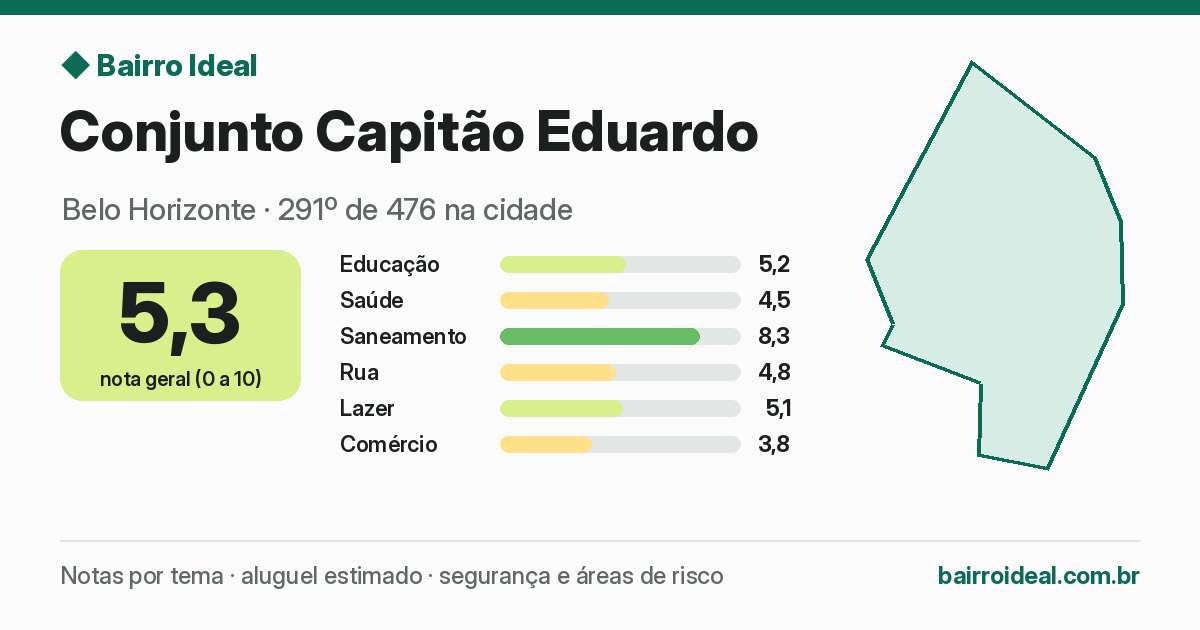 Bairro Ideal
Conjunto Capitão Eduardo
Belo Horizonte · 291º de 476 na cidade
5,3
nota geral (0 a 10)
Educação 5,2
Saúde 4,5
Saneamento 8,3
Rua 4,8
Lazer 5,1
Comércio 3,8
Notas por tema · aluguel estimado · segurança e áreas de risco
bairroideal.com.br